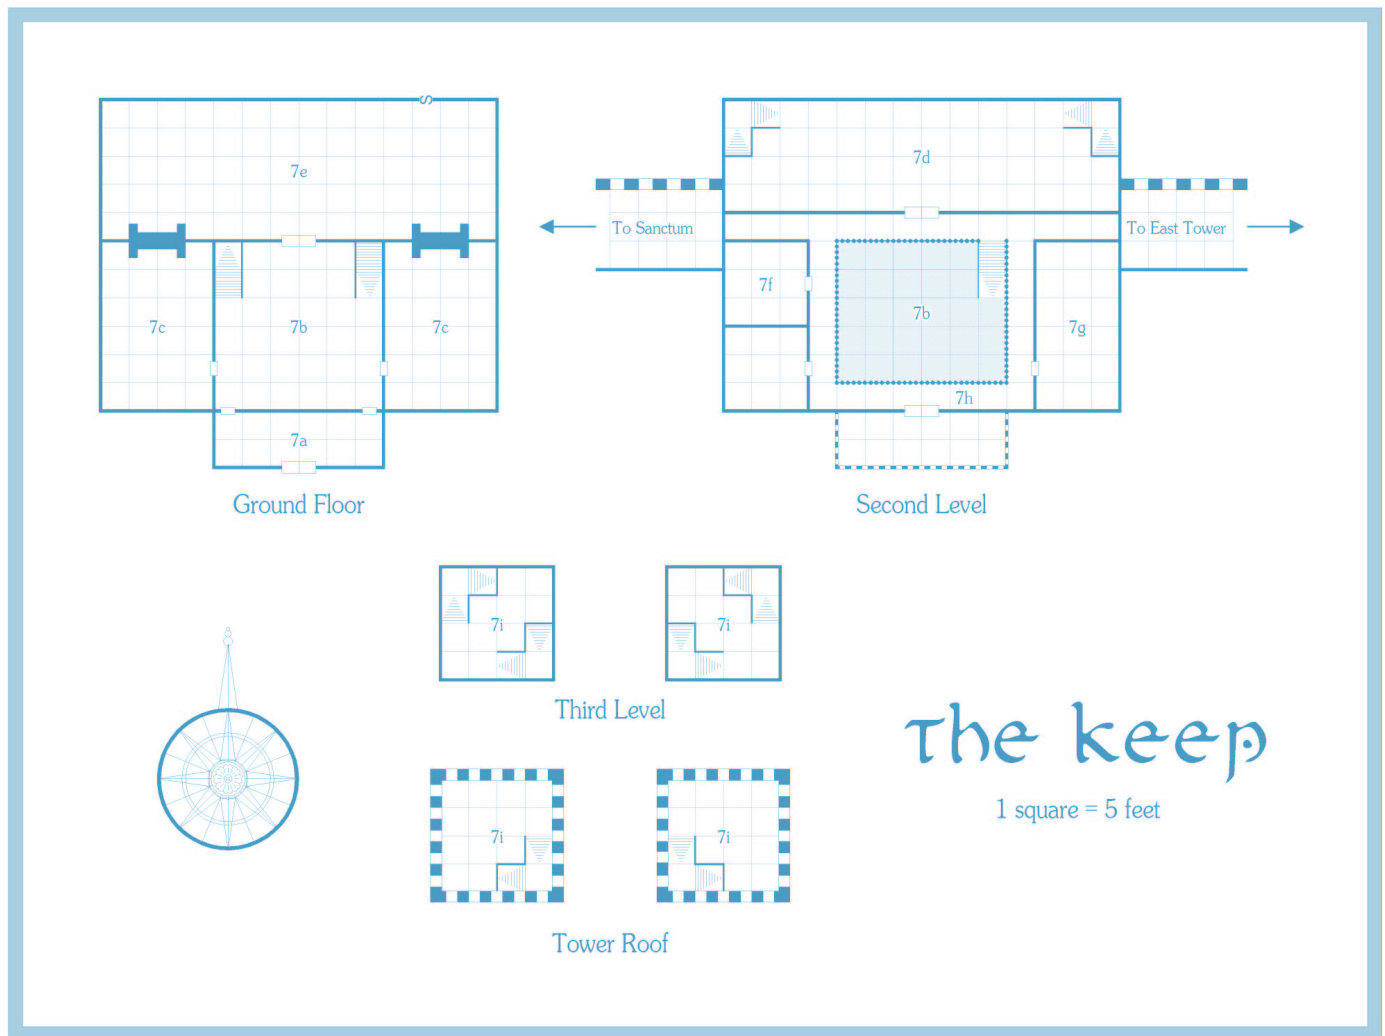 S
7e
7c
7b
7c
7a
Ground Floor
7d
To Sanctum
To East Tower
7f
7b
7g
7h
Second Level
7i
7i
Third Level
the keep
1 square = 5 feet
7i
7i
Tower Roof